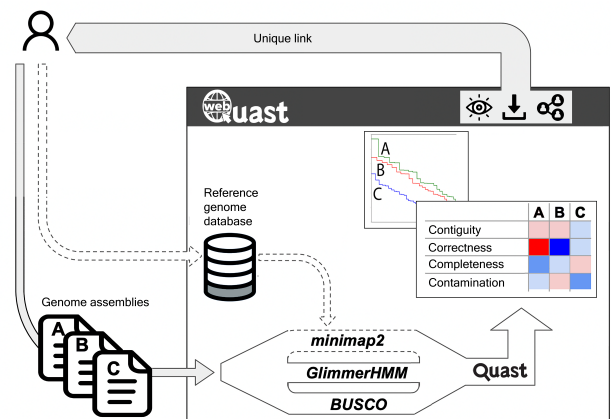 Unique link
web
Quast
Reference
genome
database
A
B
C
A B C
Contiguity
Correctness
Completeness
Contamination
Genome assemblies
A
B
C
minimap2
GlimmerHMM
BUSCO
Quast